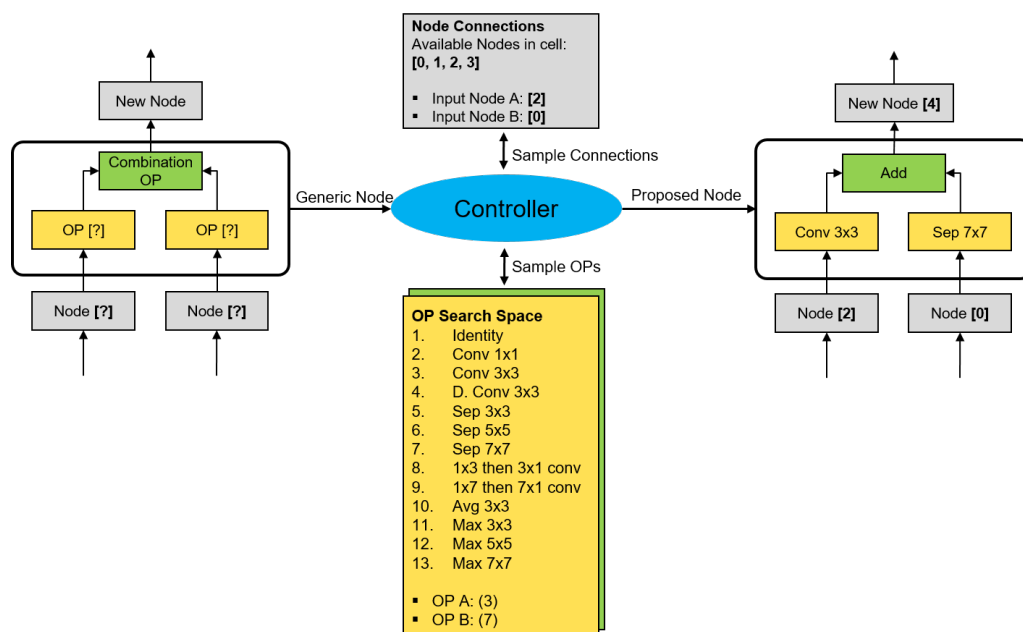 Node Connections
Available Nodes in cell:
[0, 1, 2, 3]
▪ Input Node A: [2]
▪ Input Node B: [0]
New Node
Combination
OP
OP [?]
OP [?]
Node [?]
Node [?]
Generic Node
Sample Connections
Controller
Sample OPs
Proposed Node
New Node [4]
Add
Conv 3x3
Sep 7x7
Node [2]
Node [0]
OP Search Space
1. Identity
2. Conv 1x1
3. Conv 3x3
4. D. Conv 3x3
5. Sep 3x3
6. Sep 5x5
7. Sep 7x7
8. 1x3 then 3x1 conv
9. 1x7 then 7x1 conv
10. Avg 3x3
11. Max 3x3
12. Max 5x5
13. Max 7x7
▪ OP A: (3)
▪ OP B: (7)